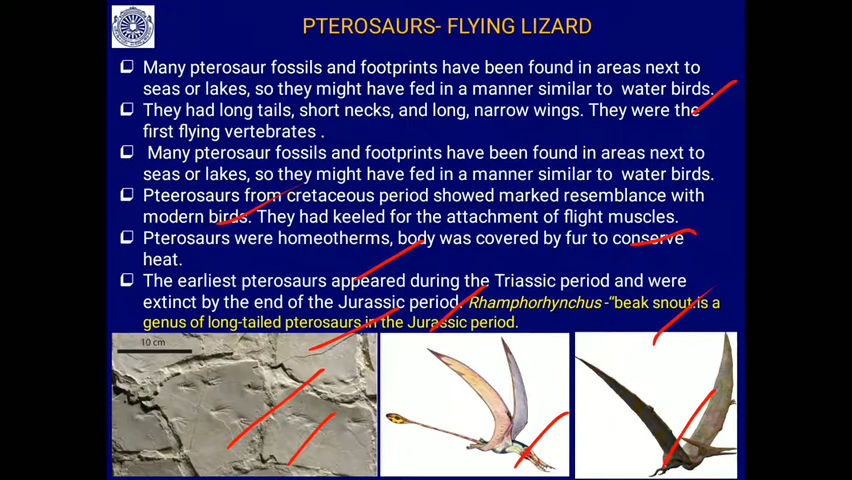 PTEROSAURS- FLYING LIZARD
Many pterosaur fossils and footprints have been found in areas next to
seas or lakes, so they might have fed in a manner similar to water birds.
They had long tails, short necks, and long, narrow wings. They were the
first flying vertebrates .
Many pterosaur fossils and footprints have been found in areas next to
seas or lakes, so they might have fed in a manner similar to water birds.
Pteerosaurs from cretaceous period showed marked resemblance with
modern birds. They had keeled for the attachment of flight muscles.
Pterosaurs were homeotherms, body was covered by fur to conserve
heat.
The earliest pterosaurs appeared during the Triassic period and were
extinct by the end of the Jurassic period. Rhamphorhynchus -“beak snout.is a
genus of long-tailed pterosaurs in the Jurassic period.
10 cm